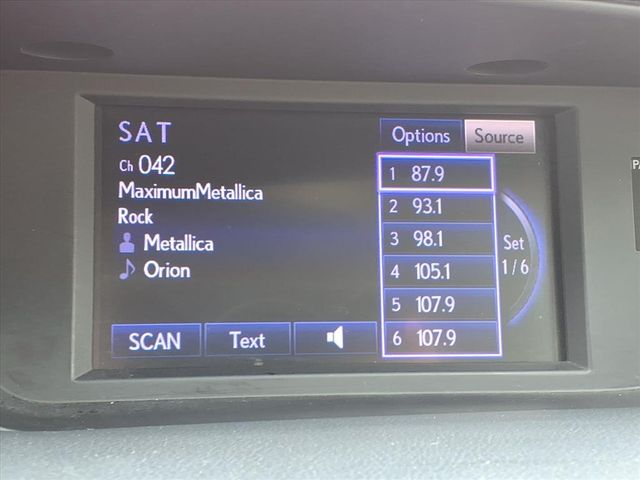 SAT
Options
Source
Ch 042
MaximumMetallica
Rock
Metallica
Orion
1 87.9
2 93.1
3 98.1
4 105.1
5 107.9
6 107.9
Set
1/6
SCAN
Text